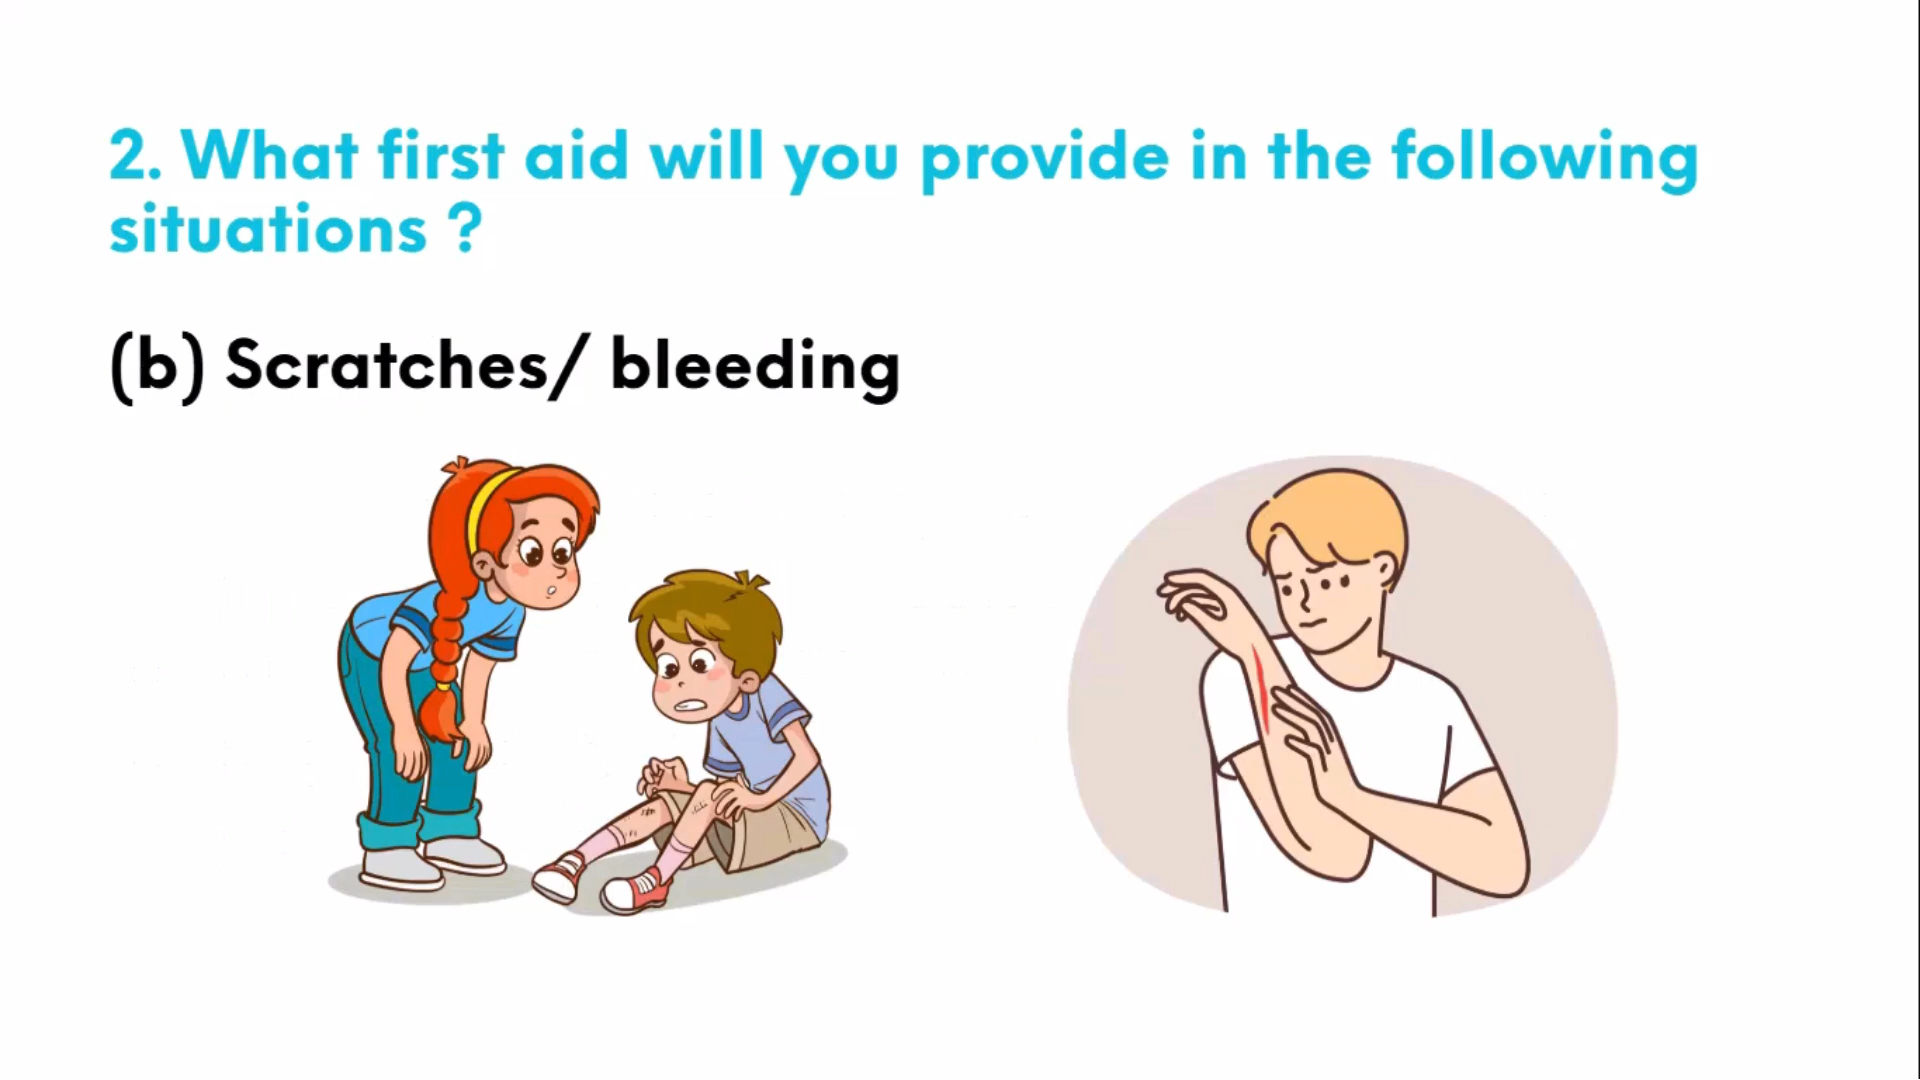 2. What first aid will you provide in the following
situations ?
(b) Scratches/ bleeding